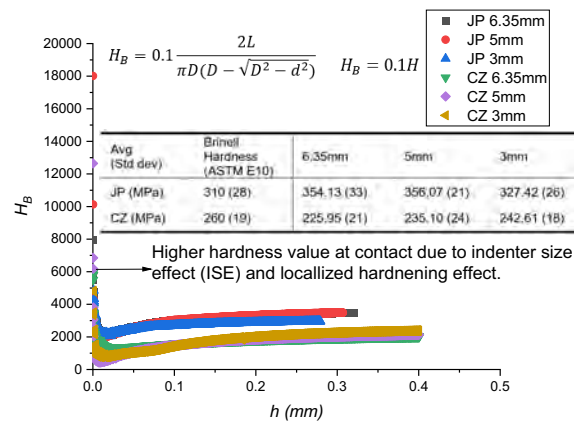 H_B = 0.1 2L / πD(D − √D² − d²)
H_B = 0.1H
JP 6.35mm
JP 5mm
JP 3mm
CZ 6.35mm
CZ 5mm
CZ 3mm
Avg (Std dev) | Brinell Hardness (ASTM E10) | 6.35mm | 5mm | 3mm
JP (MPa) | 310 (28) | 354.13 (33) | 356.07 (21) | 327.42 (26)
CZ (MPa) | 260 (19) | 225.95 (21) | 235.10 (24) | 242.61 (18)
Higher hardness value at contact due to indenter size
effect (ISE) and locallized hardnening effect.
H_B
20000
18000
16000
14000
12000
10000
8000
6000
4000
2000
0
0.0 0.1 0.2 0.3 0.4 0.5
h (mm)